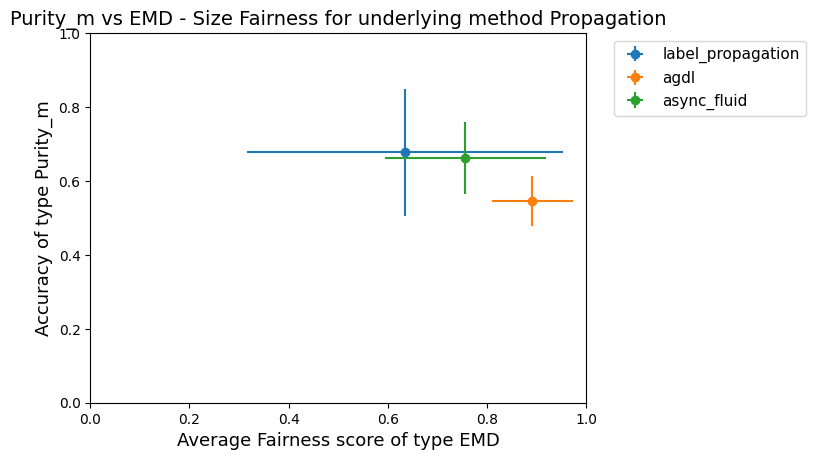 Purity_m vs EMD - Size Fairness for underlying method Propagation
1.0
0.8
0.6
0.4
0.2
0.0
Accuracy of type Purity_m
0.0 0.2 0.4 0.6 0.8 1.0
Average Fairness score of type EMD
label_propagation
agdl
async_fluid